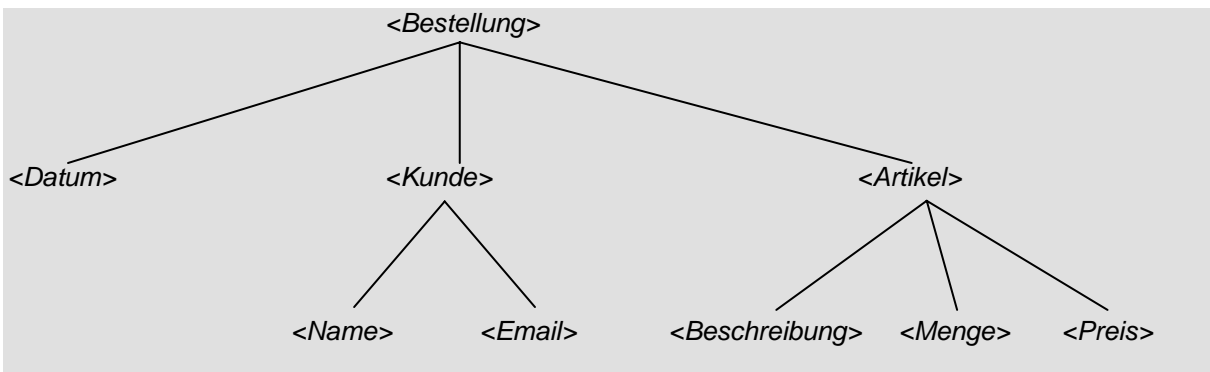 <Bestellung>
<Datum> <Kunde> <Artikel>
<Name> <Email> <Beschreibung> <Menge> <Preis>